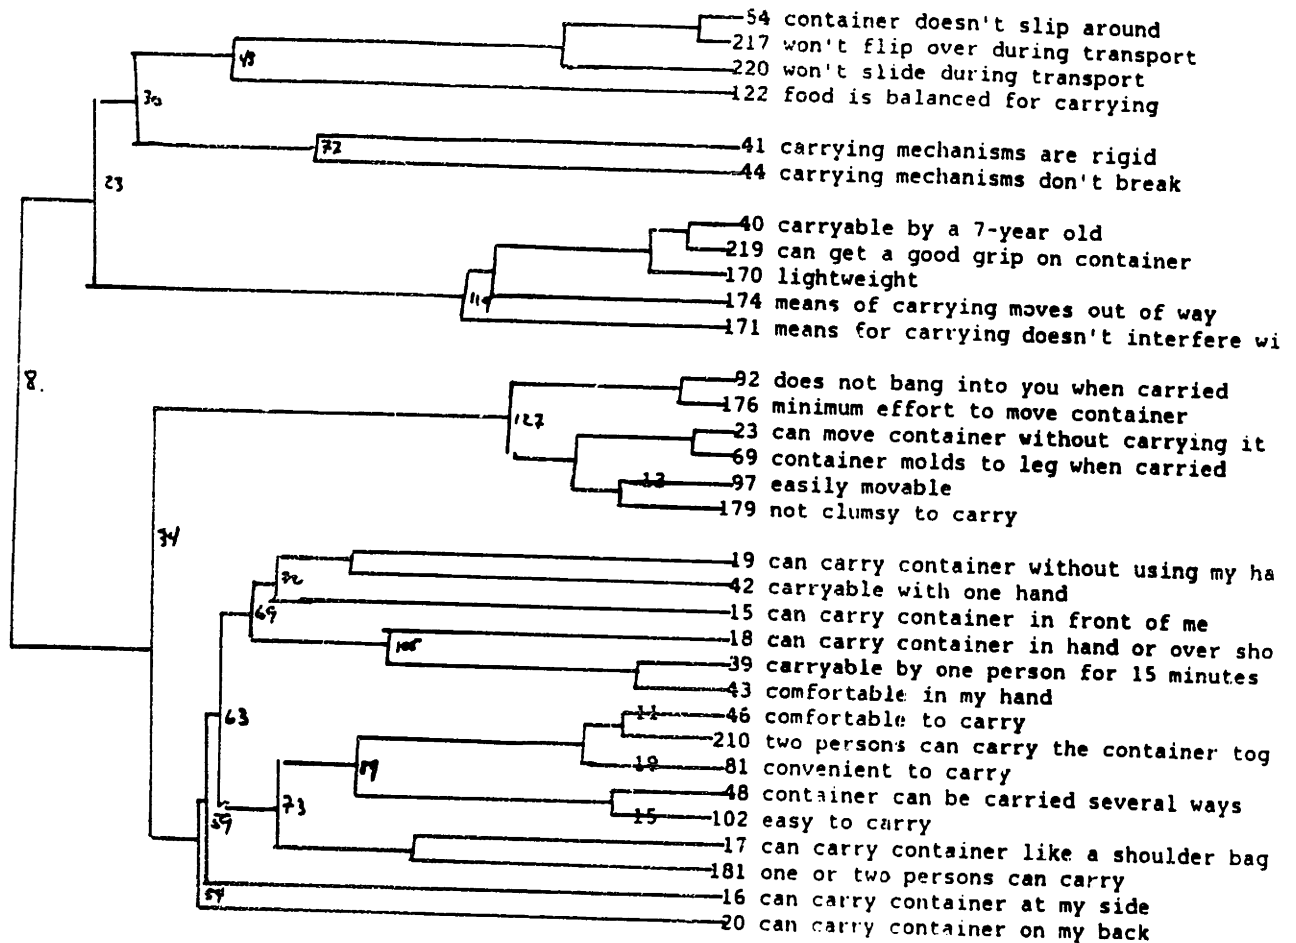 54 container doesn't slip around
217 won't flip over during transport
48
220 won't slide during transport
122 food is balanced for carrying
30
72
41 carrying mechanisms are rigid
44 carrying mechanisms don't break
23
40 carryable by a 7-year old
219 can get a good grip on container
170 lightweight
174 means of carrying moves out of way
171 means for carrying doesn't interfere wi
8.
92 does not bang into you when carried
176 minimum effort to move container
127
23 can move container without carrying it
69 container molds to leg when carried
12 97 easily movable
179 not clumsy to carry
34
19 can carry container without using my ha
42 carryable with one hand
15 can carry container in front of me
69
18 can carry container in hand or over sho
39 carryable by one person for 15 minutes
43 comfortable in my hand
63
11 46 comfortable to carry
210 two persons can carry the container tog
19 81 convenient to carry
89
48 container can be carried several ways
73
15 102 easy to carry
59
17 can carry container like a shoulder bag
181 one or two persons can carry
16 can carry container at my side
54
20 can carry container on my back